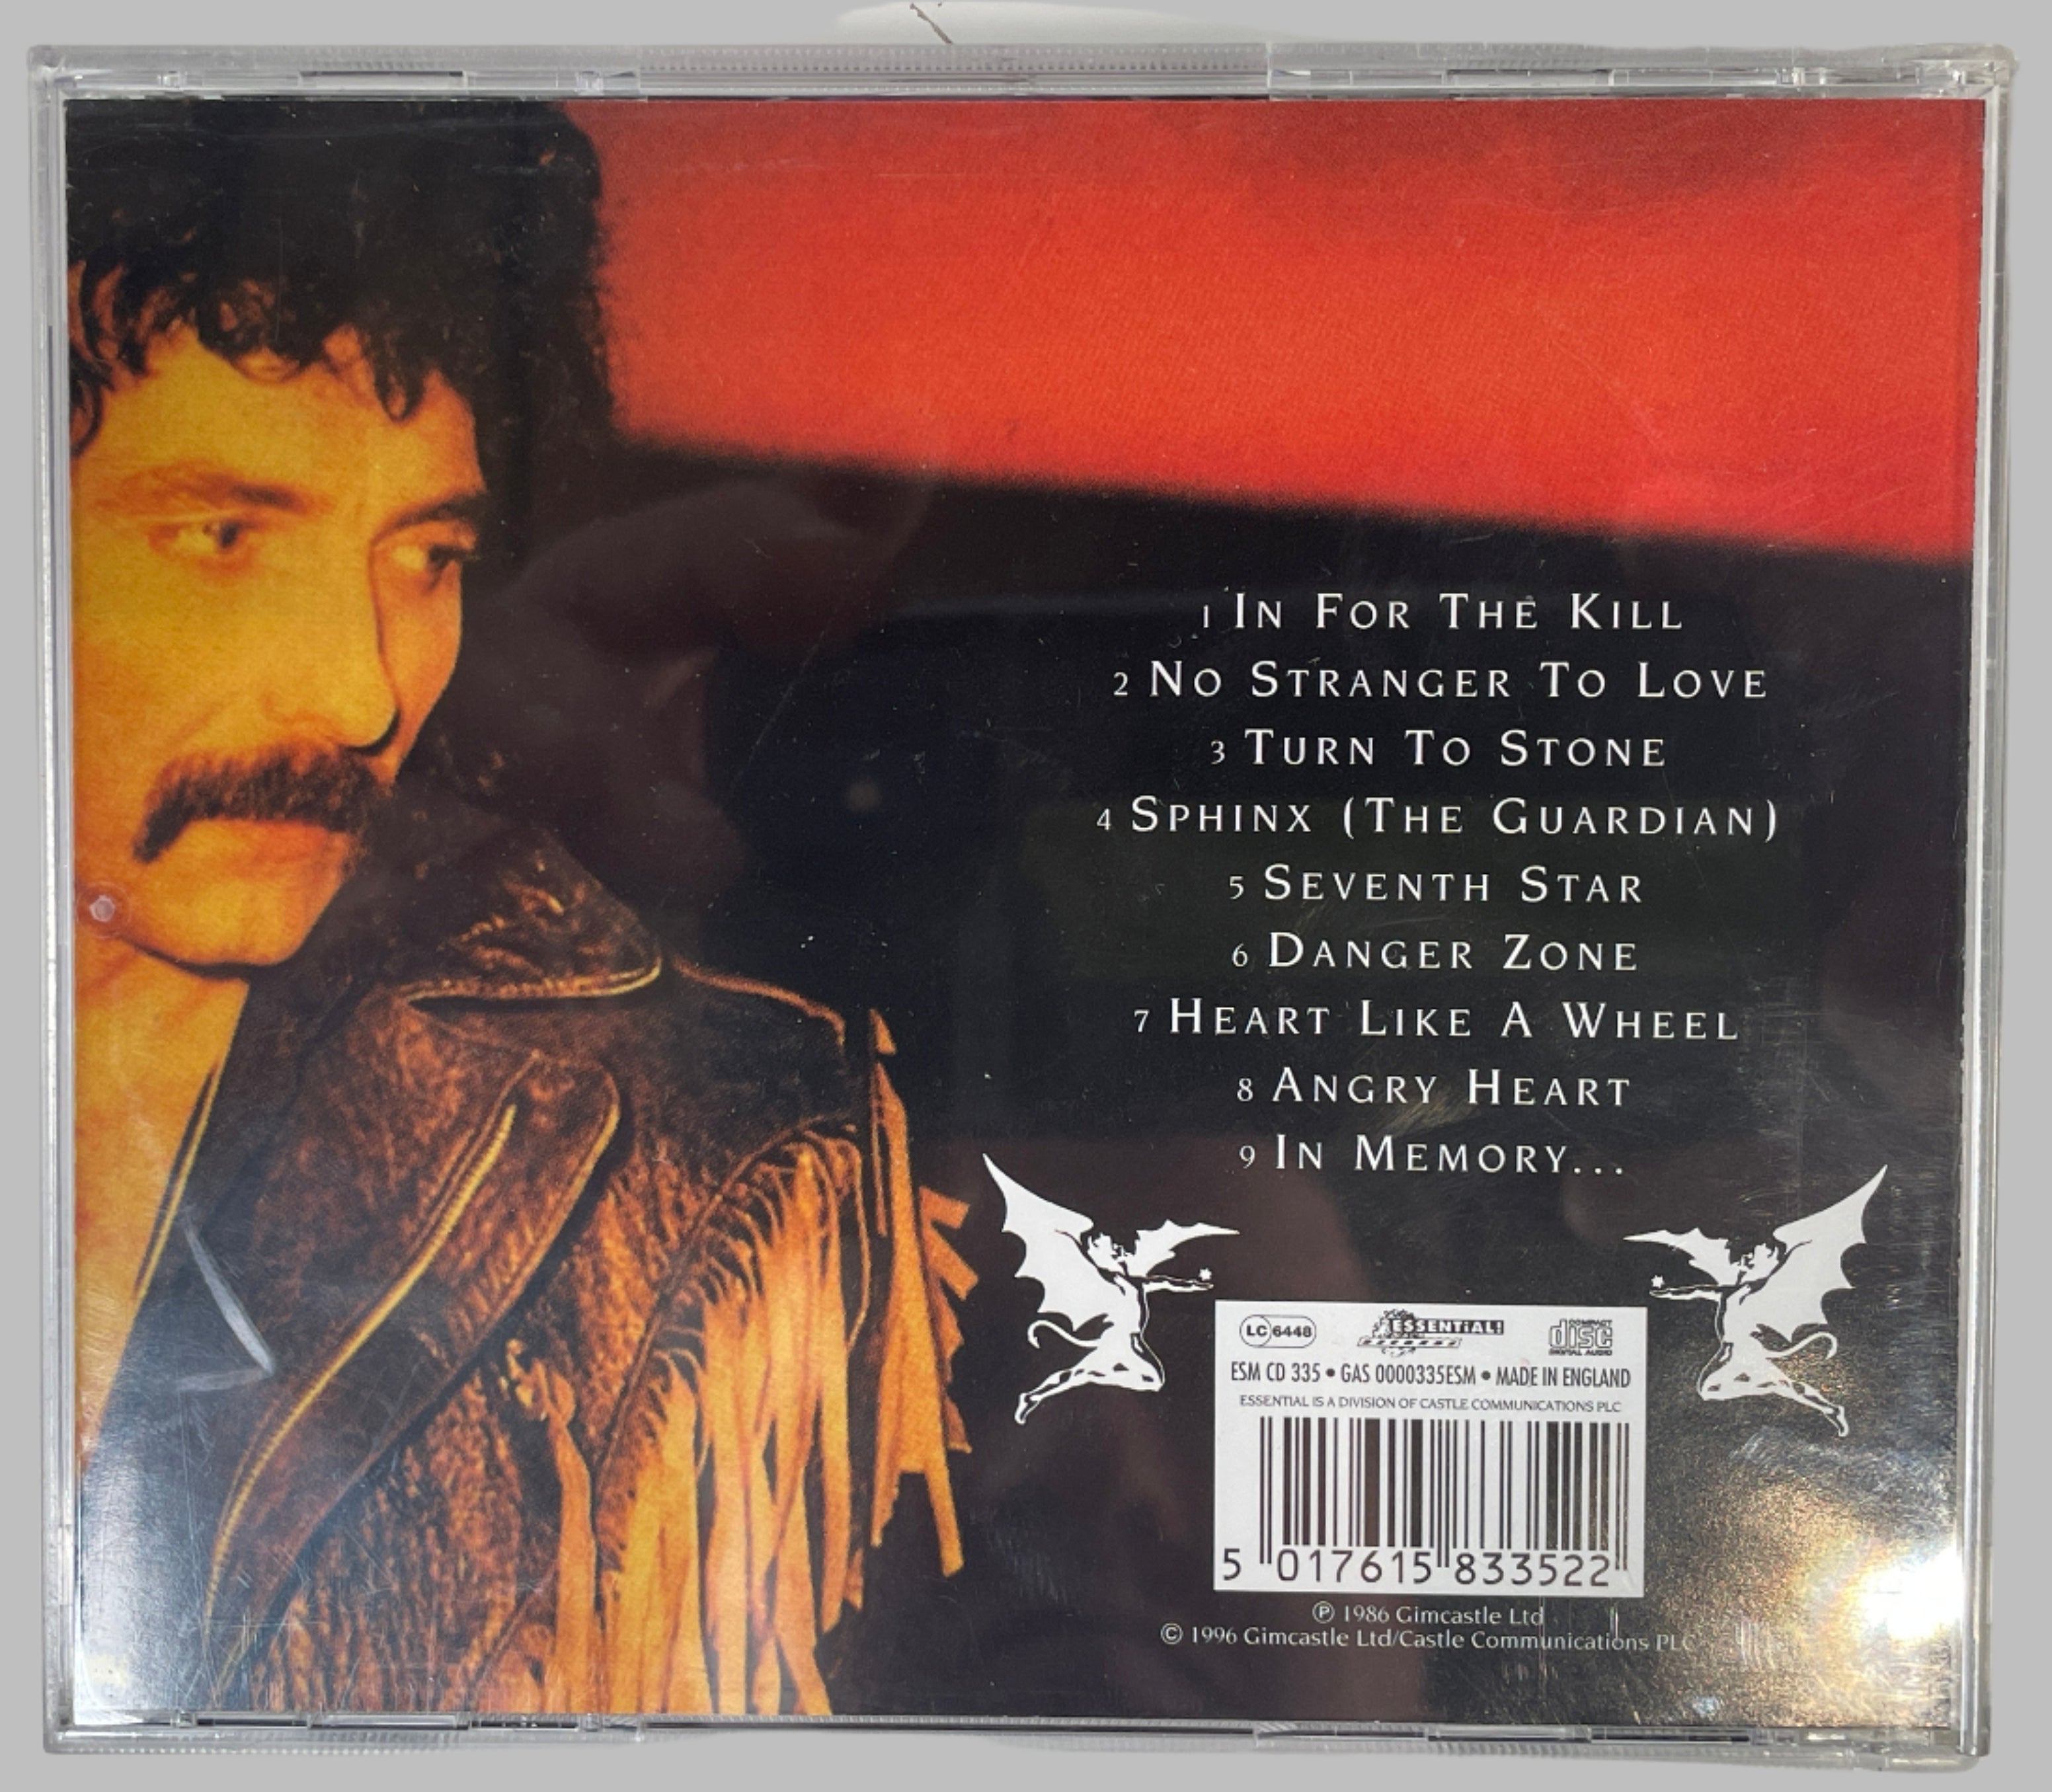 1 In For The Kill
2 No Stranger To Love
3 Turn To Stone
4 Sphinx (The Guardian)
5 Seventh Star
6 Danger Zone
7 Heart Like A Wheel
8 Angry Heart
9 In Memory...
LC 6448 ESSENTIAL! COMPACT disc DIGITAL AUDIO
ESM CD 335 • GAS 0000335ESM • MADE IN ENGLAND
ESSENTIAL IS A DIVISION OF CASTLE COMMUNICATIONS PLC
5 017615 833522
℗ 1986 Gimcastle Ltd
© 1996 Gimcastle Ltd/Castle Communications PLC